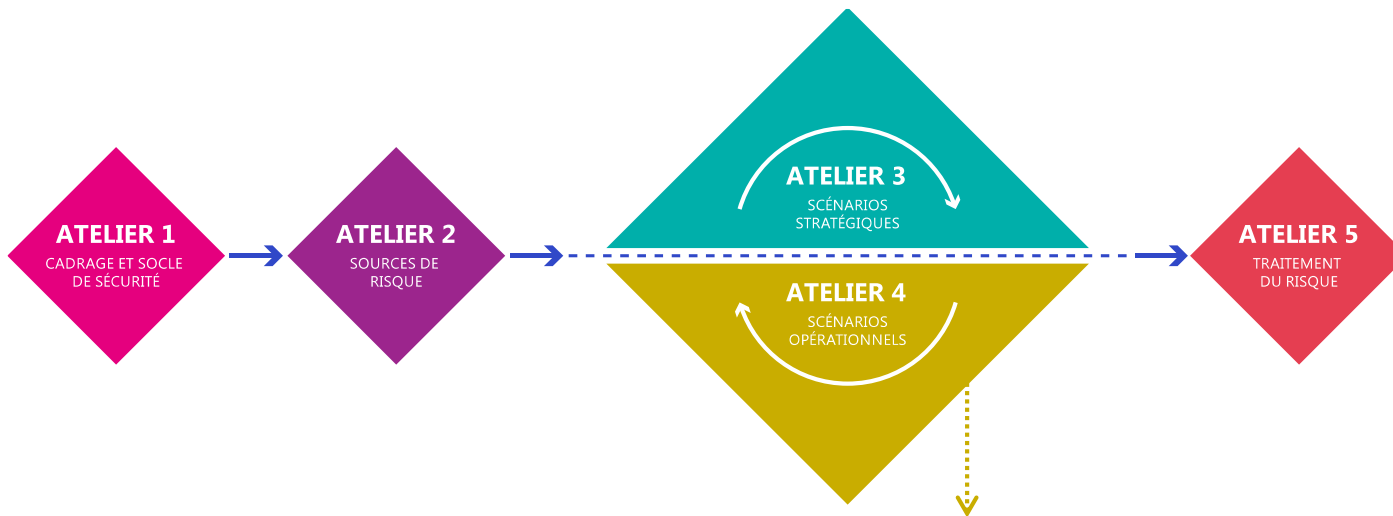 ATELIER 1
CADRAGE ET SOCLE
DE SÉCURITÉ
ATELIER 2
SOURCES DE
RISQUE
ATELIER 3
SCÉNARIOS
STRATÉGIQUES
ATELIER 4
SCÉNARIOS
OPÉRATIONNELS
ATELIER 5
TRAITEMENT
DU RISQUE